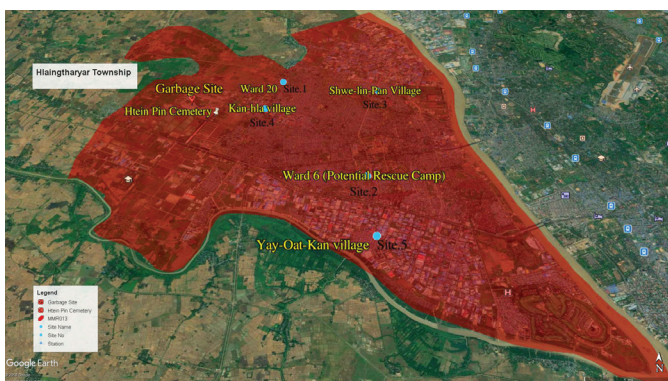 Hlaingtharyar Township
Garbage Site
Ward 20 Site.1
Shwe-lin-Ran Village
Site.3
Htein Pin Cemetery
Kan-hla village
Site.4
Ward 6 (Potential Rescue Camp)
Site.2
Yay-Oat-Kan village Site.5
Legend
Garbage Site
Htein Pin Cemetery
MMR013
Site Name
Site No
Station
Google Earth
H
H
N